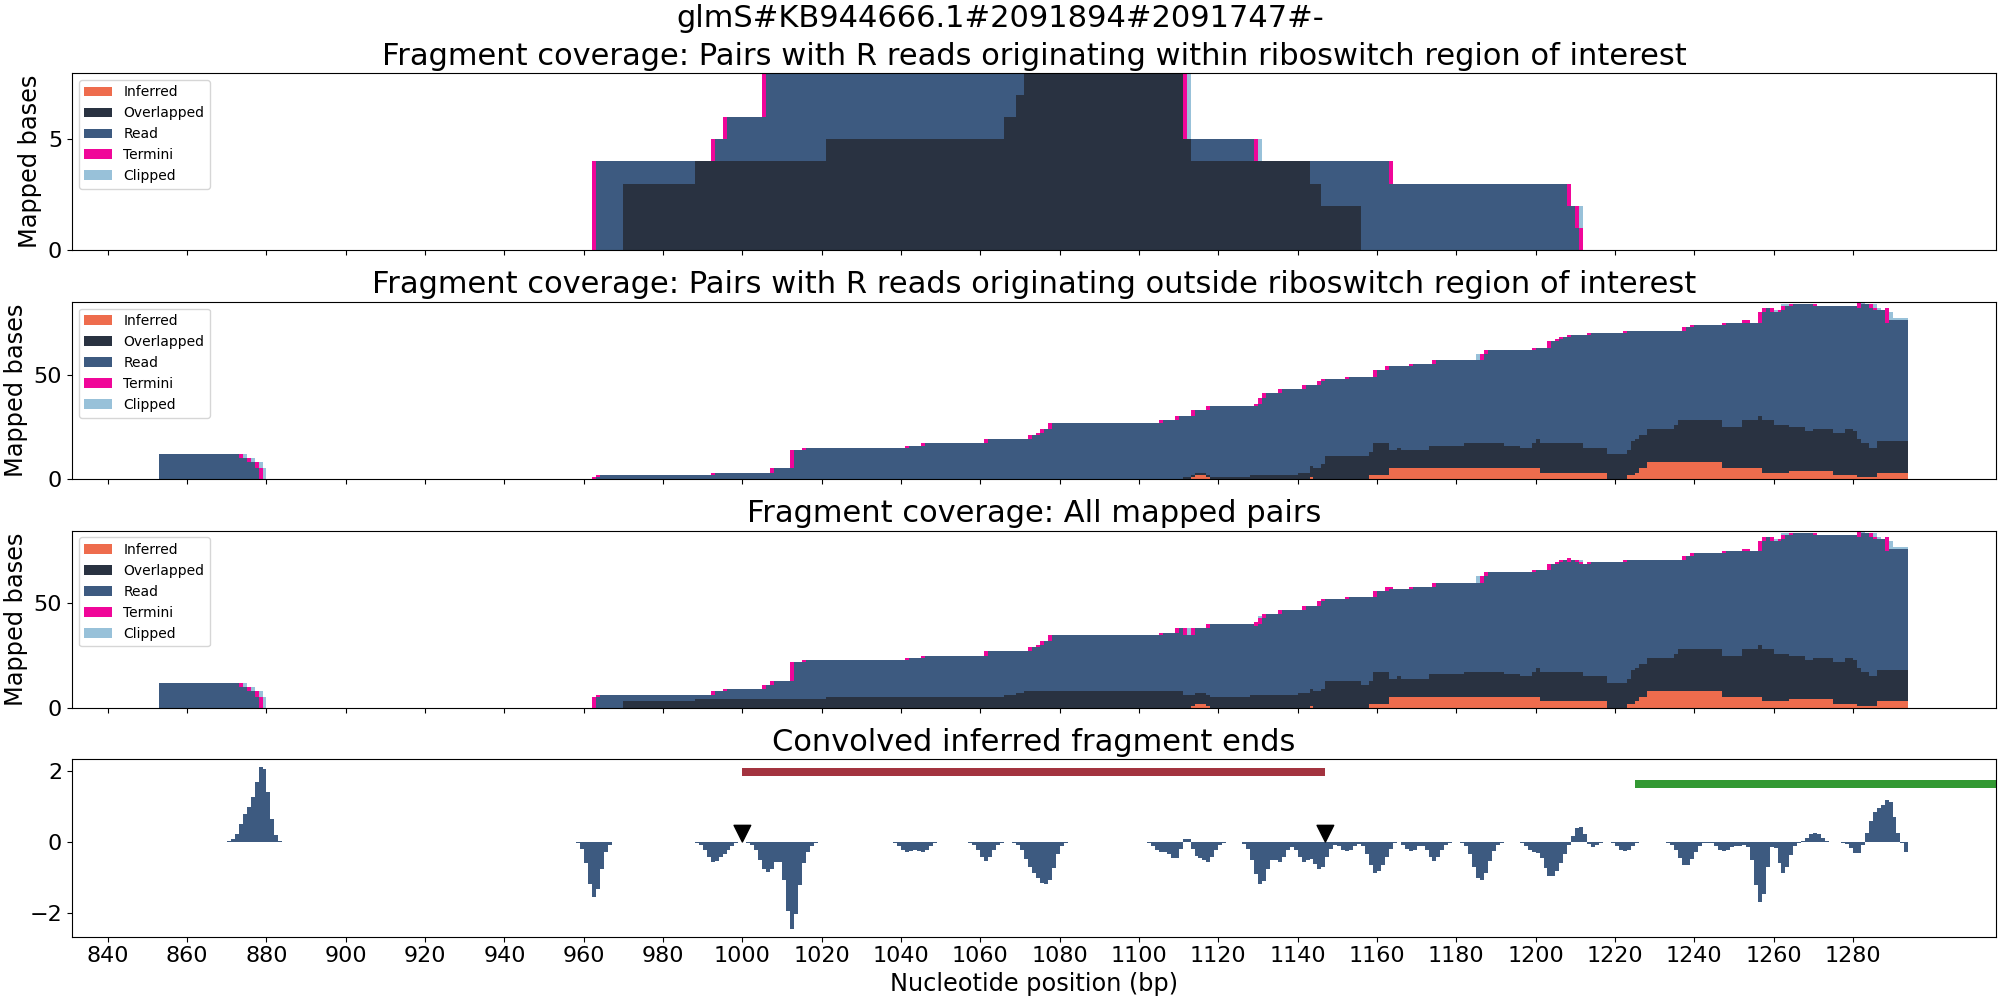 glmS#KB944666.1#2091894#2091747#-
Fragment coverage: Pairs with R reads originating within riboswitch region of interest
Mapped bases
5
0
Inferred
Overlapped
Read
Termini
Clipped
Fragment coverage: Pairs with R reads originating outside riboswitch region of interest
Mapped bases
50
0
Inferred
Overlapped
Read
Termini
Clipped
Fragment coverage: All mapped pairs
Mapped bases
50
0
Inferred
Overlapped
Read
Termini
Clipped
Convolved inferred fragment ends
2
0
−2
840 860 880 900 920 940 960 980 1000 1020 1040 1060 1080 1100 1120 1140 1160 1180 1200 1220 1240 1260 1280
Nucleotide position (bp)